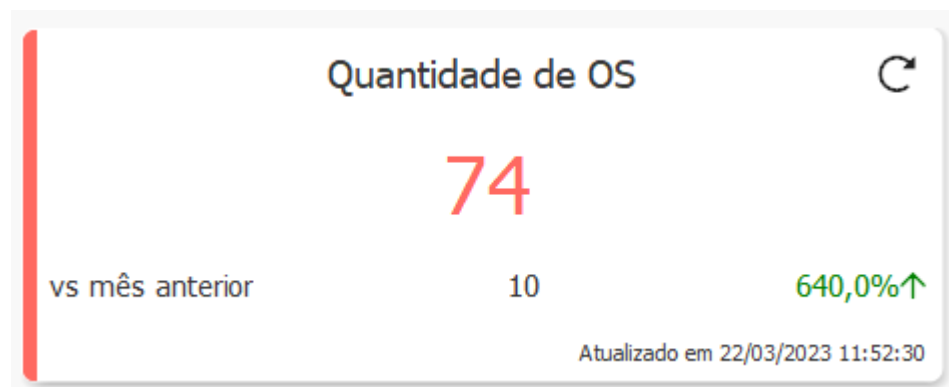 Quantidade de OS
74
vs mês anterior 10 640,0%↑
Atualizado em 22/03/2023 11:52:30